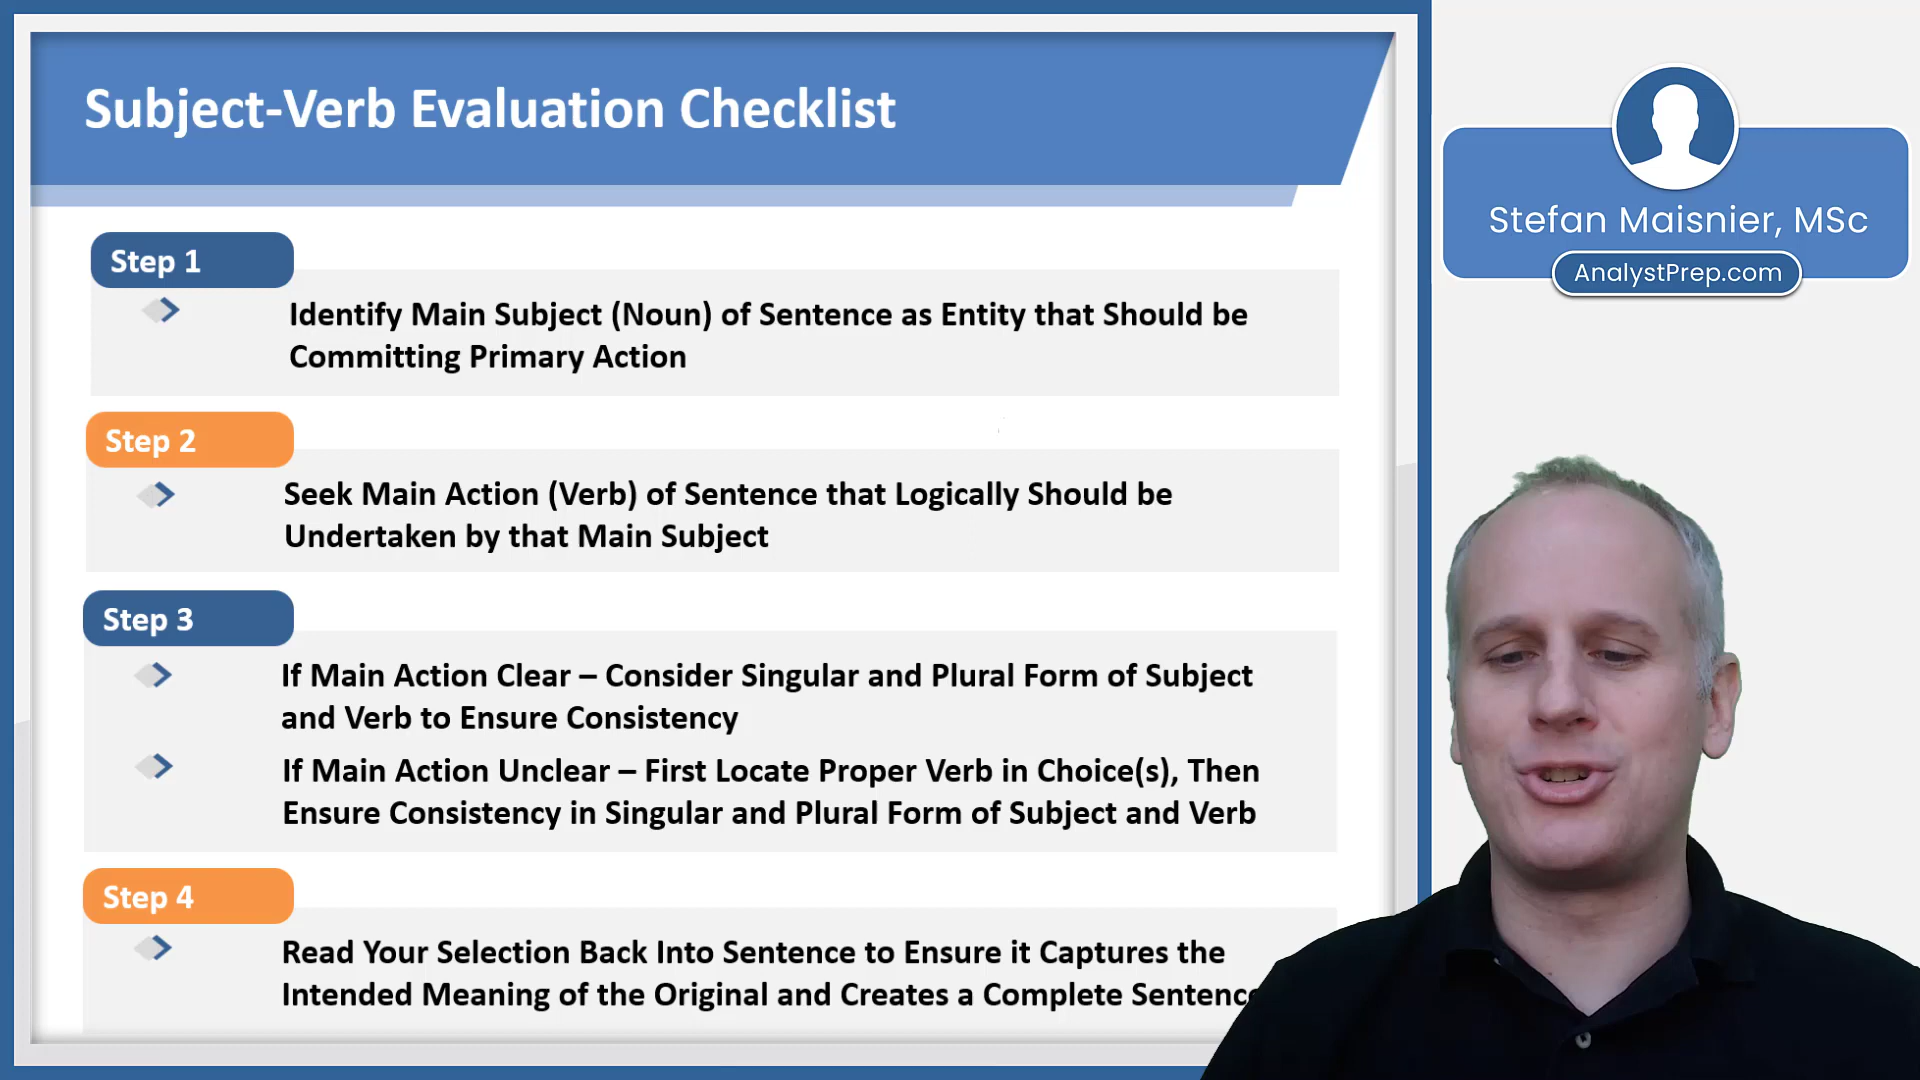 Subject-Verb Evaluation Checklist
Step 1
Identify Main Subject (Noun) of Sentence as Entity that Should be
Committing Primary Action
Step 2
Seek Main Action (Verb) of Sentence that Logically Should be
Undertaken by that Main Subject
Step 3
If Main Action Clear – Consider Singular and Plural Form of Subject
and Verb to Ensure Consistency
If Main Action Unclear – First Locate Proper Verb in Choice(s), Then
Ensure Consistency in Singular and Plural Form of Subject and Verb
Step 4
Read Your Selection Back Into Sentence to Ensure it Captures the
Intended Meaning of the Original and Creates a Complete Sentence
Stefan Maisnier, MSc
AnalystPrep.com